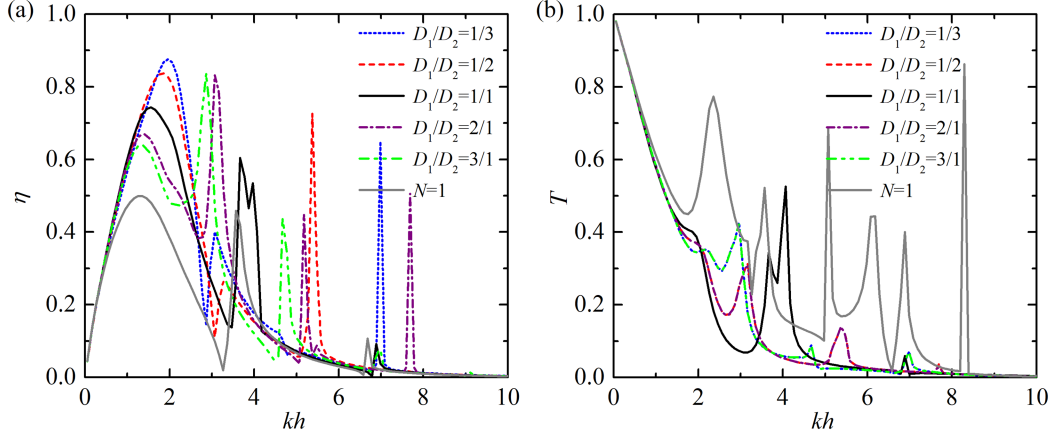 (a)
1.0
0.8
0.6
0.4
0.2
0.0
η
0 2 4 6 8 10
kh
D₁/D₂=1/3
D₁/D₂=1/2
D₁/D₂=1/1
D₁/D₂=2/1
D₁/D₂=3/1
N=1
(b)
1.0
0.8
0.6
0.4
0.2
0.0
T
0 2 4 6 8 10
kh
D₁/D₂=1/3
D₁/D₂=1/2
D₁/D₂=1/1
D₁/D₂=2/1
D₁/D₂=3/1
N=1